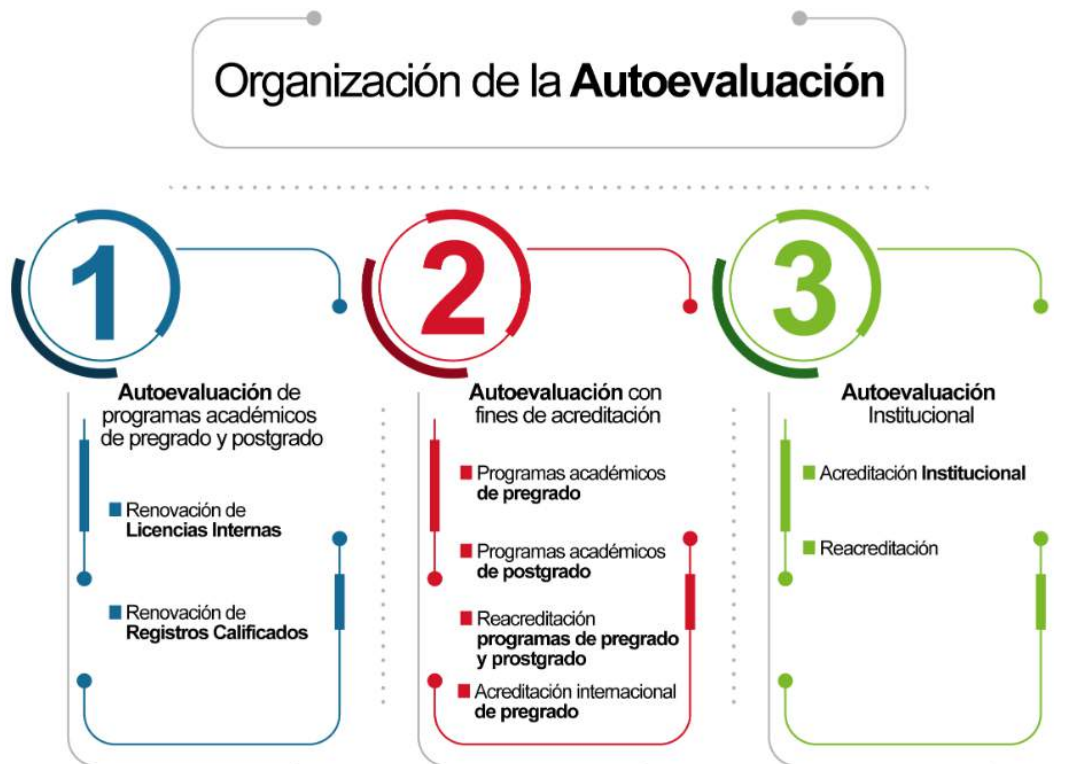 Organización de la Autoevaluación
1
Autoevaluación de
programas académicos
de pregrado y postgrado
Renovación de
Licencias Internas
Renovación de
Registros Calificados
2
Autoevaluación con
fines de acreditación
Programas académicos
de pregrado
Programas académicos
de postgrado
Reacreditación
programas de pregrado
y prostgrado
Acreditación internacional
de pregrado
3
Autoevaluación
Institucional
Acreditación Institucional
Reacreditación